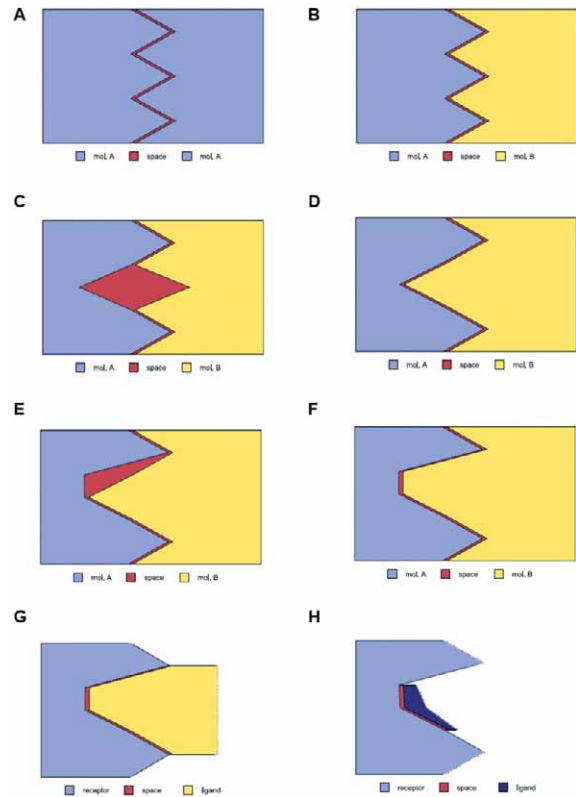 A
B
mol, A space mol, A
mol, A space mol, B
C
D
mol, A space mol, B
mol, A space mol, B
E
F
mol, A space mol, B
mol, A space mol, B
G
H
receptor space ligand
receptor space ligand